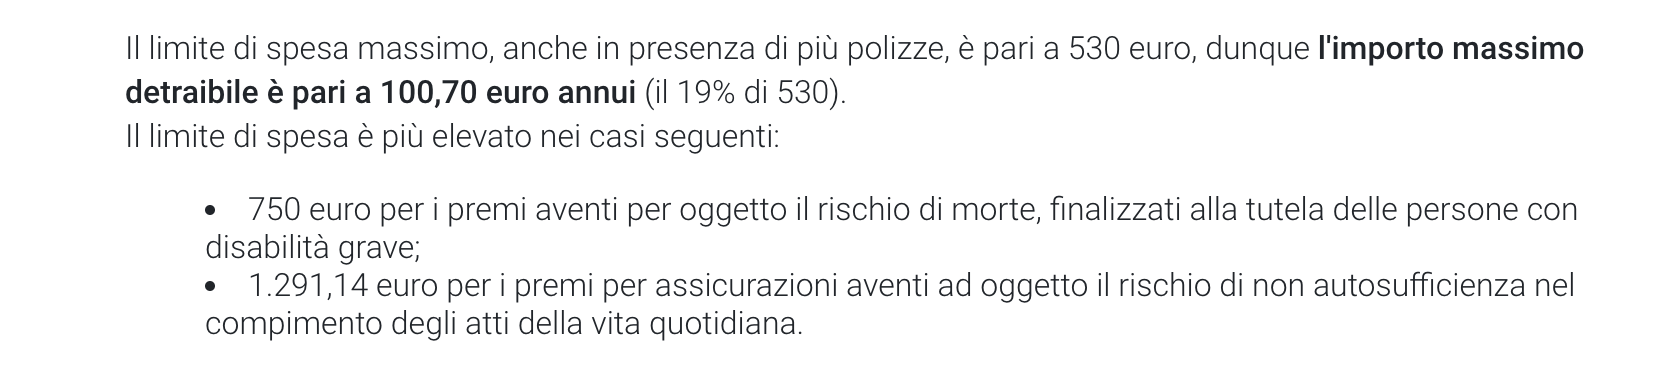 Il limite di spesa massimo, anche in presenza di più polizze, è pari a 530 euro, dunque l'importo massimo
detraibile è pari a 100,70 euro annui (il 19% di 530).
Il limite di spesa è più elevato nei casi seguenti:
• 750 euro per i premi aventi per oggetto il rischio di morte, finalizzati alla tutela delle persone con
disabilità grave;
• 1.291,14 euro per i premi per assicurazioni aventi ad oggetto il rischio di non autosufficienza nel
compimento degli atti della vita quotidiana.